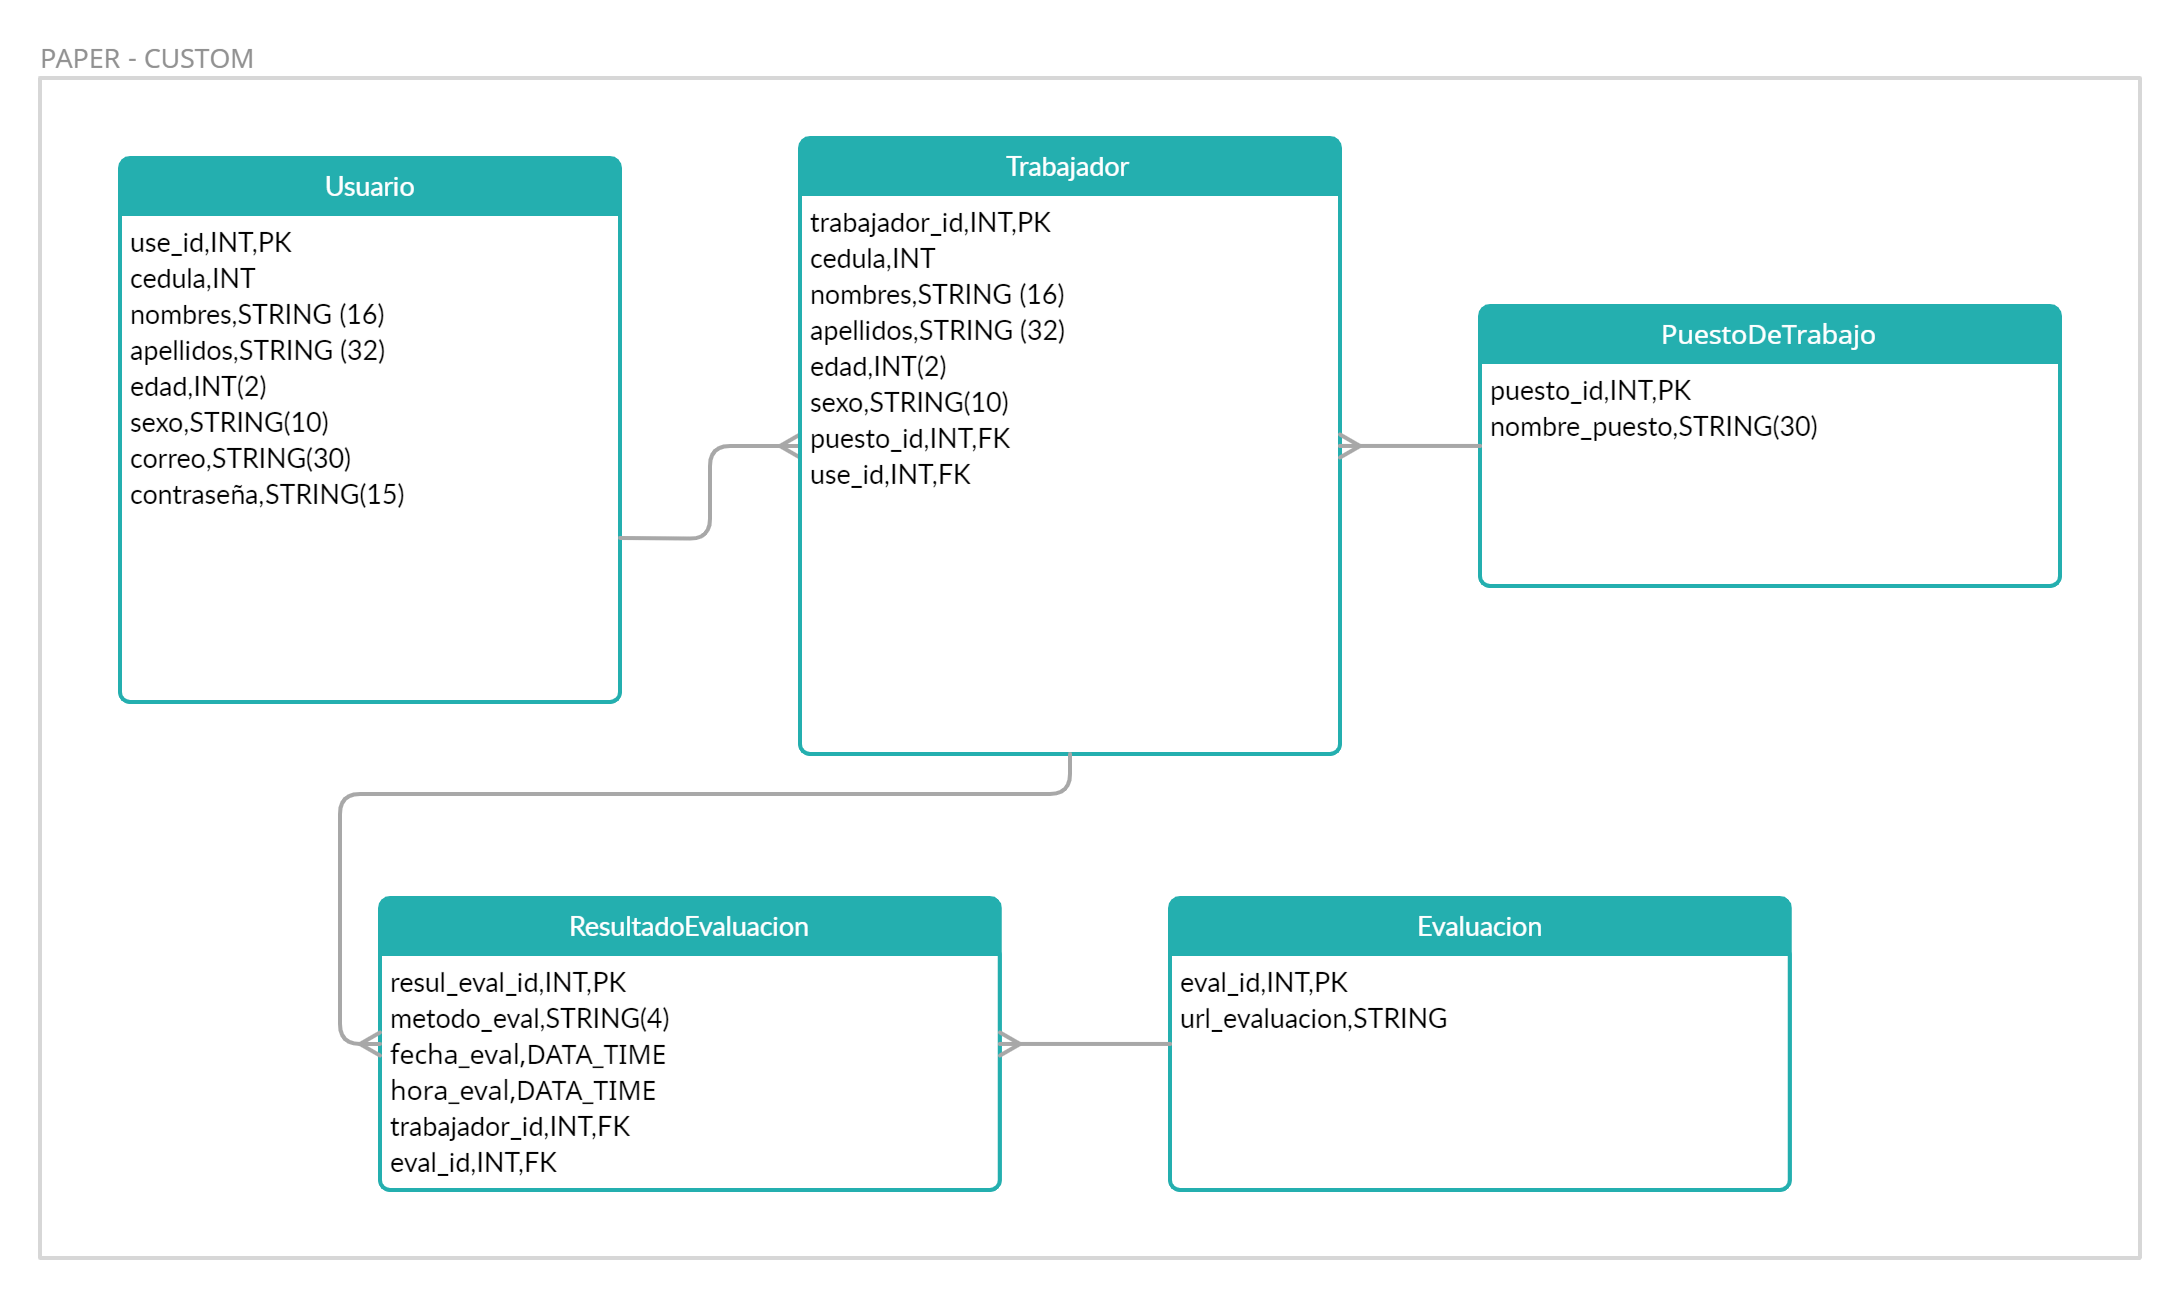 PAPER - CUSTOM
Usuario
use_id,INT,PK
cedula,INT
nombres,STRING (16)
apellidos,STRING (32)
edad,INT(2)
sexo,STRING(10)
correo,STRING(30)
contraseña,STRING(15)
Trabajador
trabajador_id,INT,PK
cedula,INT
nombres,STRING (16)
apellidos,STRING (32)
edad,INT(2)
sexo,STRING(10)
puesto_id,INT,FK
use_id,INT,FK
PuestoDeTrabajo
puesto_id,INT,PK
nombre_puesto,STRING(30)
ResultadoEvaluacion
resul_eval_id,INT,PK
metodo_eval,STRING(4)
fecha_eval,DATA_TIME
hora_eval,DATA_TIME
trabajador_id,INT,FK
eval_id,INT,FK
Evaluacion
eval_id,INT,PK
url_evaluacion,STRING